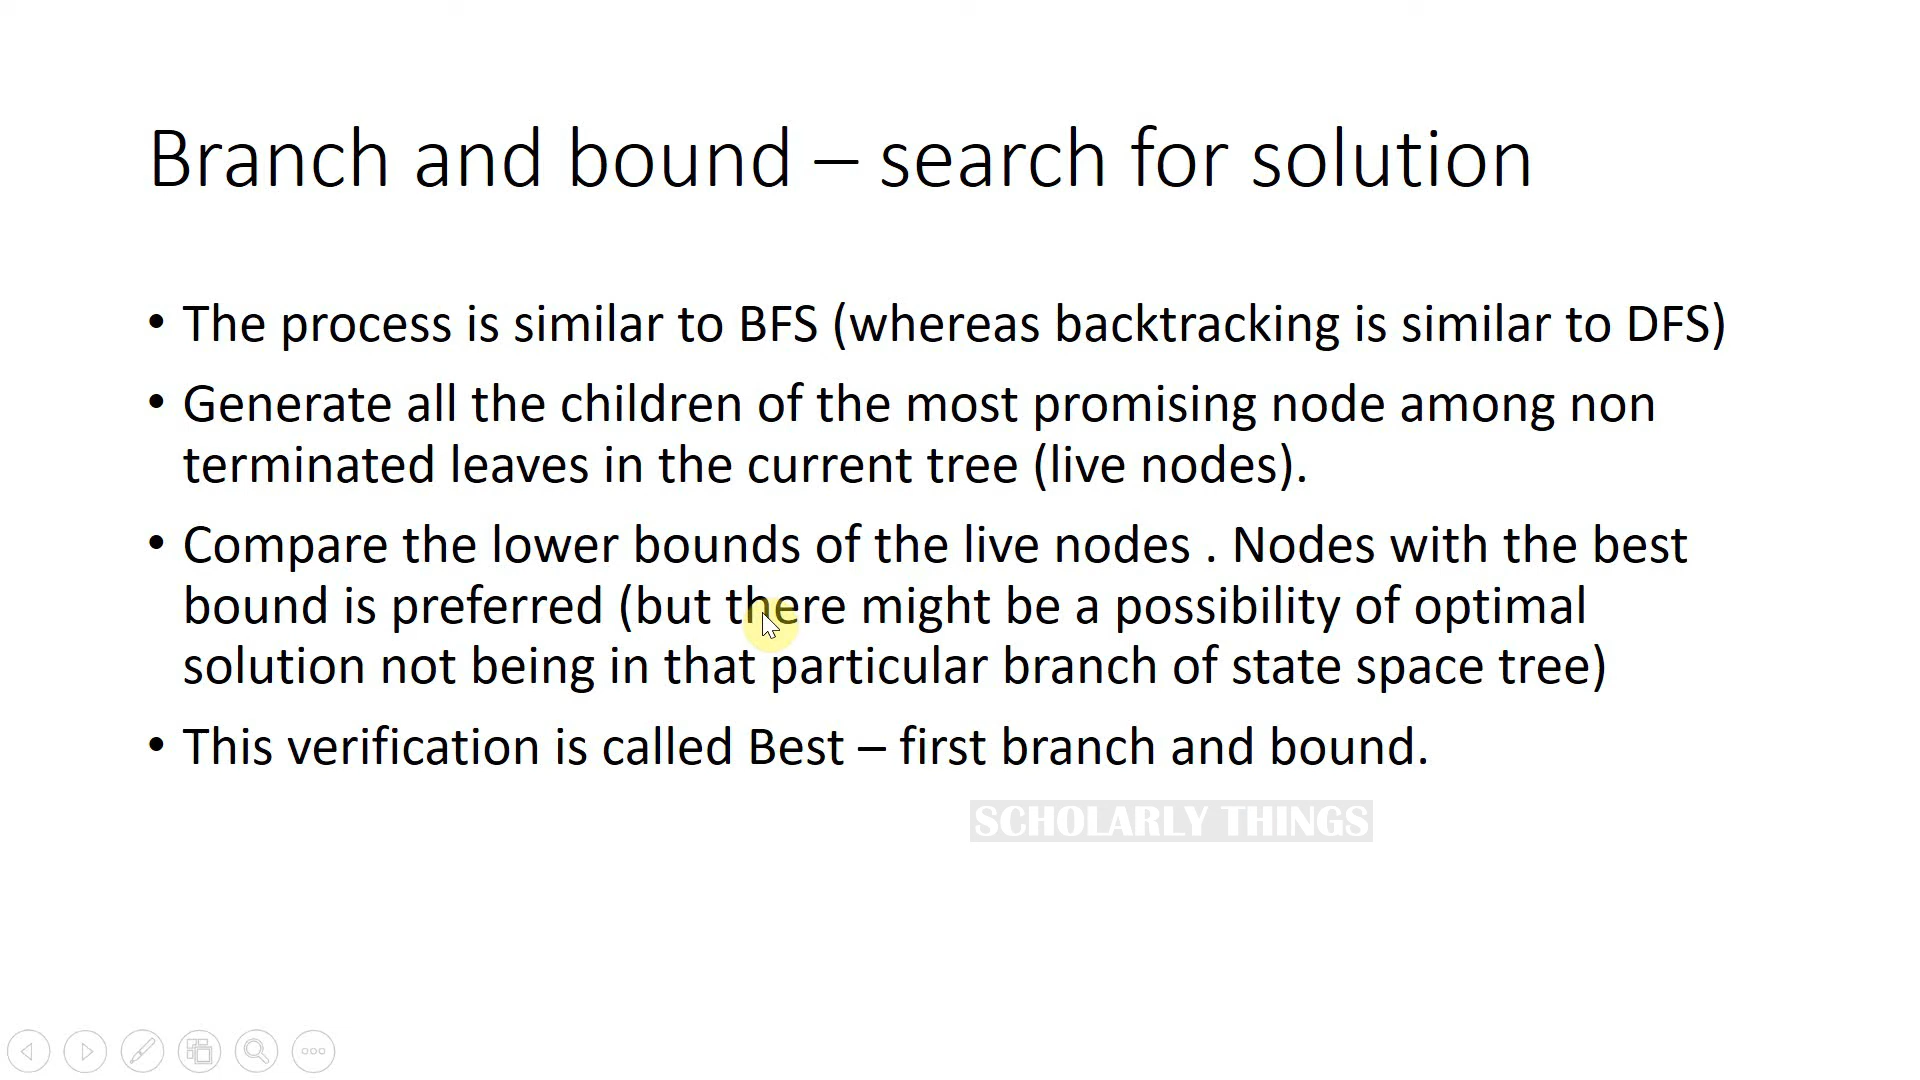 Branch and bound – search for solution
• The process is similar to BFS (whereas backtracking is similar to DFS)
• Generate all the children of the most promising node among non
terminated leaves in the current tree (live nodes).
• Compare the lower bounds of the live nodes . Nodes with the best
bound is preferred (but there might be a possibility of optimal
solution not being in that particular branch of state space tree)
• This verification is called Best – first branch and bound.
SCHOLARLY THINGS